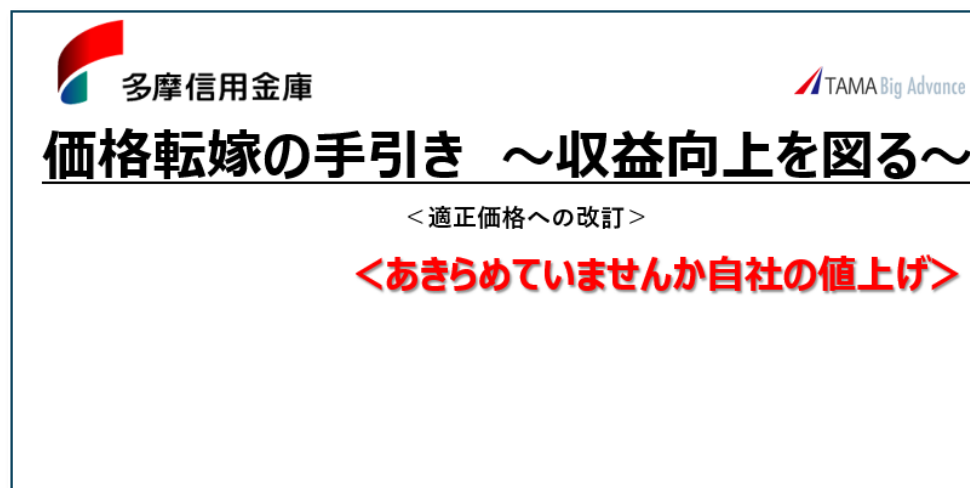 多摩信用金庫
TAMA Big Advance
価格転嫁の手引き ～収益向上を図る～
＜適正価格への改訂＞
＜あきらめていませんか自社の値上げ＞